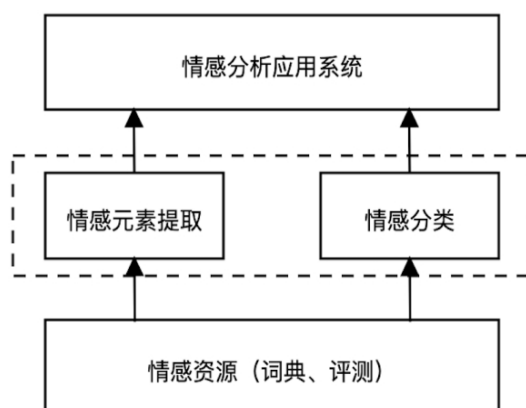 情感分析应用系统
情感元素提取
情感分类
情感资源（词典、评测）